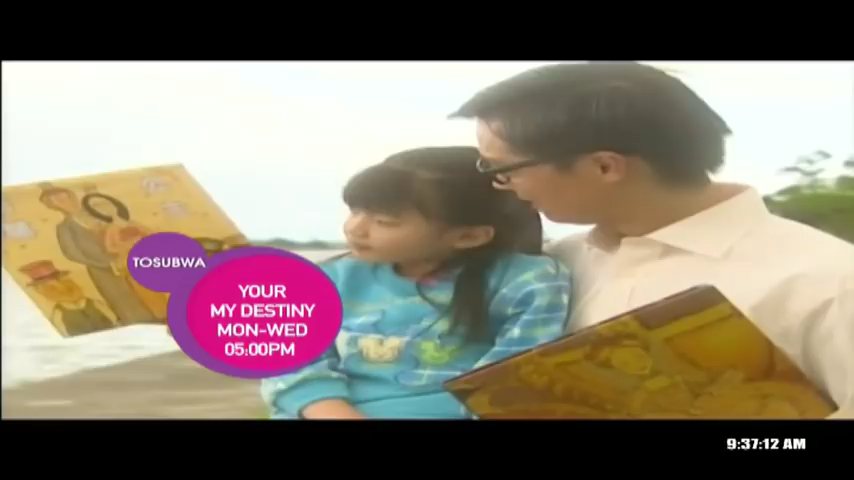 TOSUBWA
YOUR
MY DESTINY
MON-WED
05:00PM
9:37:12 AM